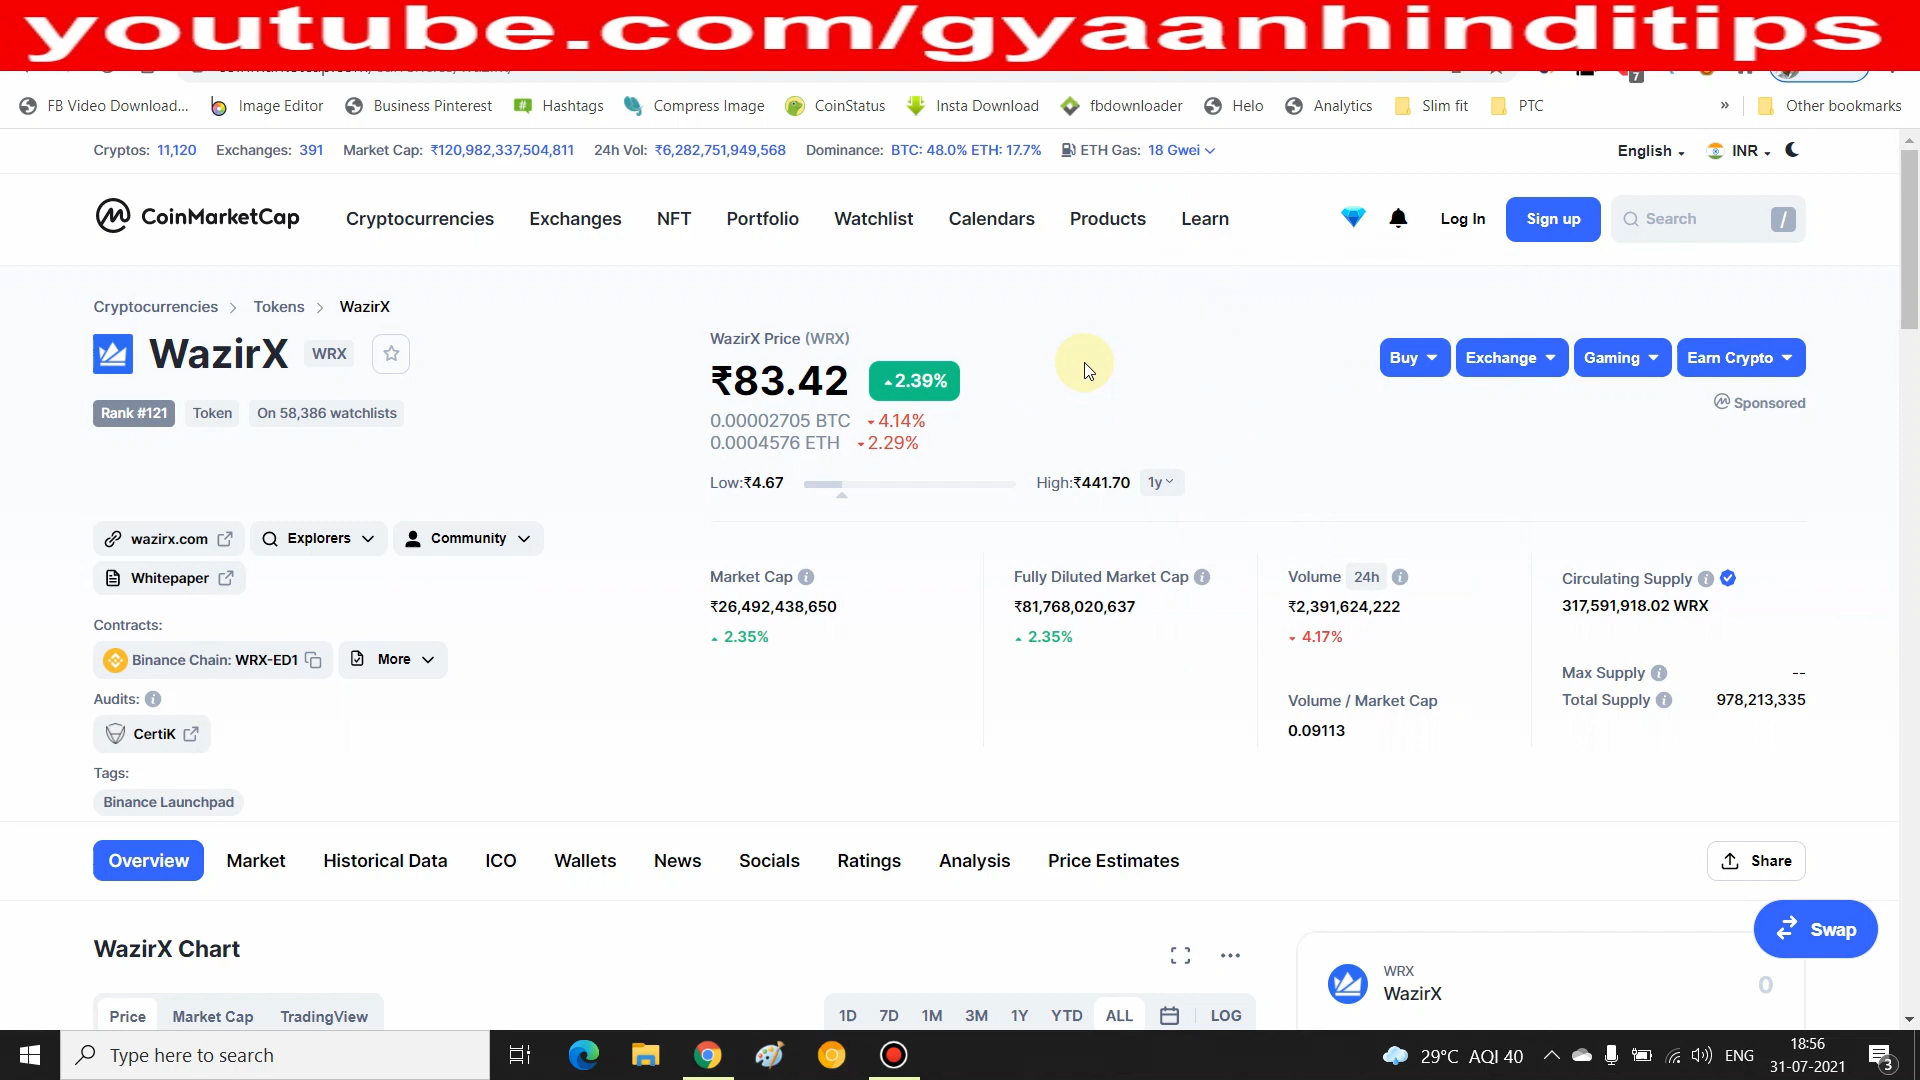 youtube.com/gyaanhinditips
7
FB Video Download... Image Editor Business Pinterest Hashtags Compress Image CoinStatus Insta Download fbdownloader Helo Analytics Slim fit PTC » Other bookmarks
Cryptos: 11,120 Exchanges: 391 Market Cap: ₹120,982,337,504,811 24h Vol: ₹6,282,751,949,568 Dominance: BTC: 48.0% ETH: 17.7% ETH Gas: 18 Gwei English INR
CoinMarketCap Cryptocurrencies Exchanges NFT Portfolio Watchlist Calendars Products Learn Log In Sign up Search /
Cryptocurrencies > Tokens > WazirX
WazirX WRX
Rank #121 Token On 58,386 watchlists
WazirX Price (WRX)
₹83.42 2.39%
0.00002705 BTC 4.14%
0.0004576 ETH 2.29%
Low:₹4.67 High:₹441.70 1y
Buy Exchange Gaming Earn Crypto
Sponsored
wazirx.com Explorers Community
Whitepaper
Contracts:
Binance Chain: WRX-ED1 More
Audits:
CertiK
Tags:
Binance Launchpad
Market Cap
₹26,492,438,650
2.35%
Fully Diluted Market Cap
₹81,768,020,637
2.35%
Volume 24h
₹2,391,624,222
4.17%
Volume / Market Cap
0.09113
Circulating Supply
317,591,918.02 WRX
Max Supply --
Total Supply 978,213,335
Overview Market Historical Data ICO Wallets News Socials Ratings Analysis Price Estimates Share
WazirX Chart
Swap
Price Market Cap TradingView 1D 7D 1M 3M 1Y YTD ALL LOG
WRX
WazirX 0
Type here to search 29°C AQI 40 ENG 18:56
31-07-2021 3